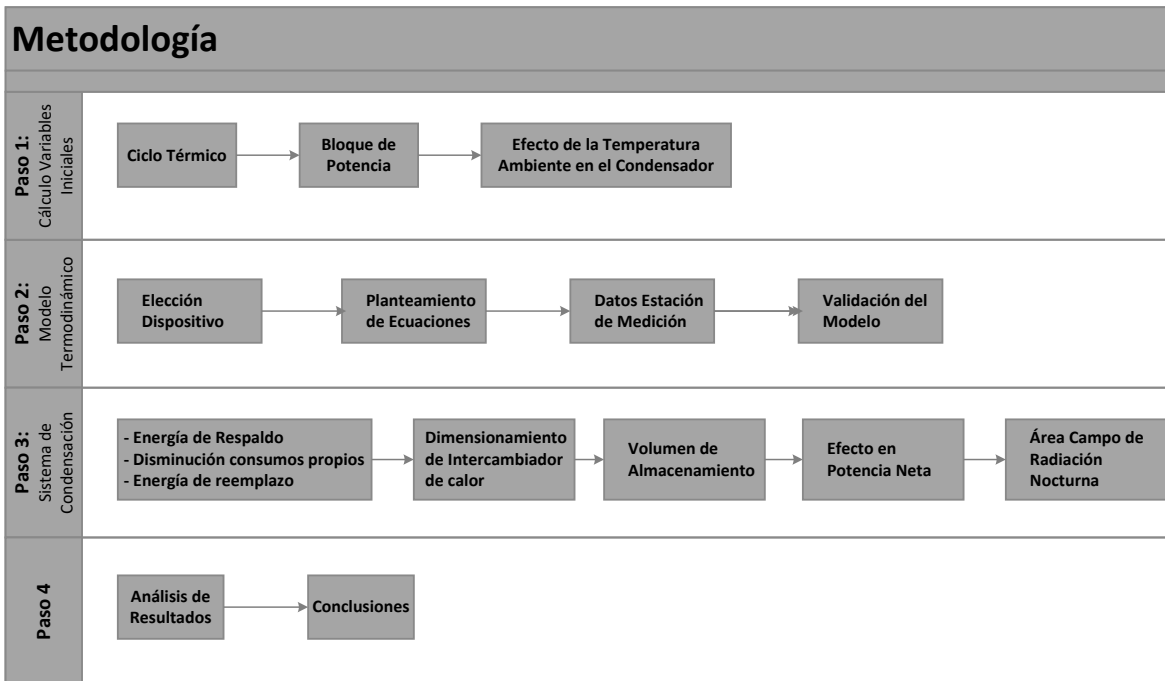 Metodología
Paso 1:
Cálculo Variables
Iniciales
Ciclo Térmico
Bloque de
Potencia
Efecto de la Temperatura
Ambiente en el Condensador
Paso 2:
Modelo
Termodinámico
Elección
Dispositivo
Planteamiento
de Ecuaciones
Datos Estación
de Medición
Validación del
Modelo
Paso 3:
Sistema de
Condensación
- Energía de Respaldo
- Disminución consumos propios
- Energía de reemplazo
Dimensionamiento
de Intercambiador
de calor
Volumen de
Almacenamiento
Efecto en
Potencia Neta
Área Campo de
Radiación
Nocturna
Paso 4
Análisis de
Resultados
Conclusiones